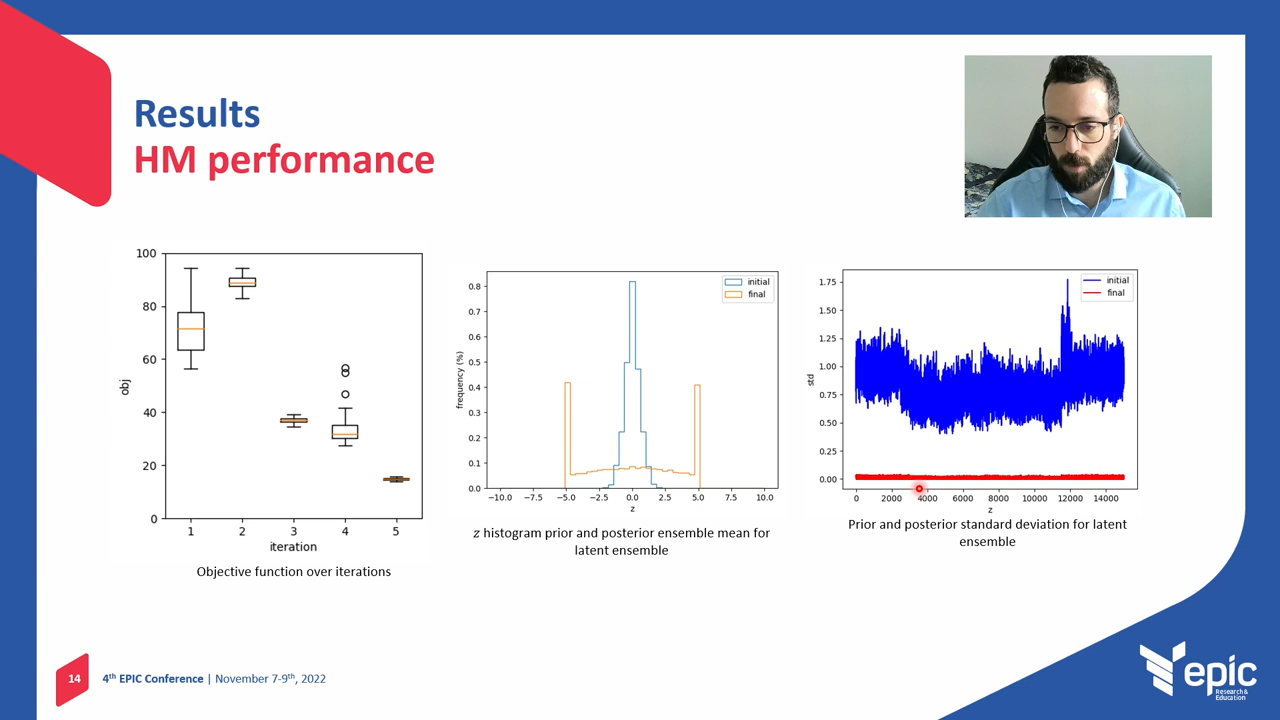 Results
HM performance
100
80
60
40
20
0
obj
1 2 3 4 5
iteration
Objective function over iterations
initial
final
0.8
0.7
0.6
0.5
0.4
0.3
0.2
0.1
0.0
frequency (%)
−10.0 −7.5 −5.0 −2.5 0.0 2.5 5.0 7.5 10.0
z
z histogram prior and posterior ensemble mean for
latent ensemble
initial
final
1.75
1.50
1.25
1.00
0.75
0.50
0.25
0.00
std
0 2000 4000 6000 8000 10000 12000 14000
z
Prior and posterior standard deviation for latent
ensemble
14
4th EPIC Conference | November 7-9th, 2022
epic
Research &
Education